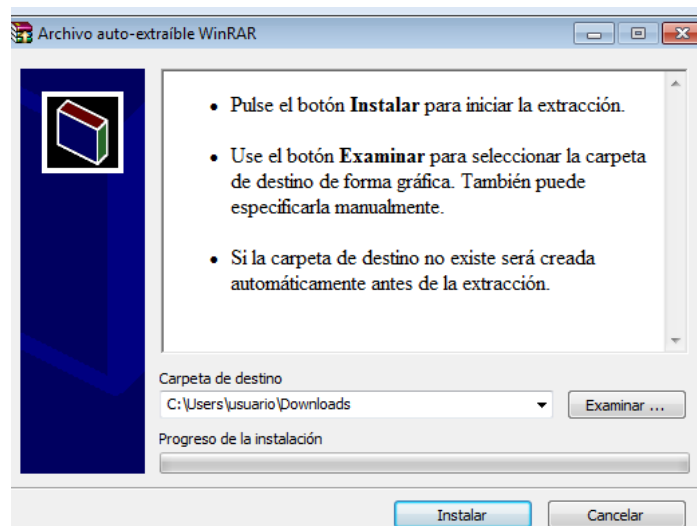 Archivo auto-extraíble WinRAR
• Pulse el botón Instalar para iniciar la extracción.
• Use el botón Examinar para seleccionar la carpeta
de destino de forma gráfica. También puede
especificarla manualmente.
• Si la carpeta de destino no existe será creada
automáticamente antes de la extracción.
Carpeta de destino
C:\Users\usuario\Downloads
Examinar ...
Progreso de la instalación
Instalar
Cancelar